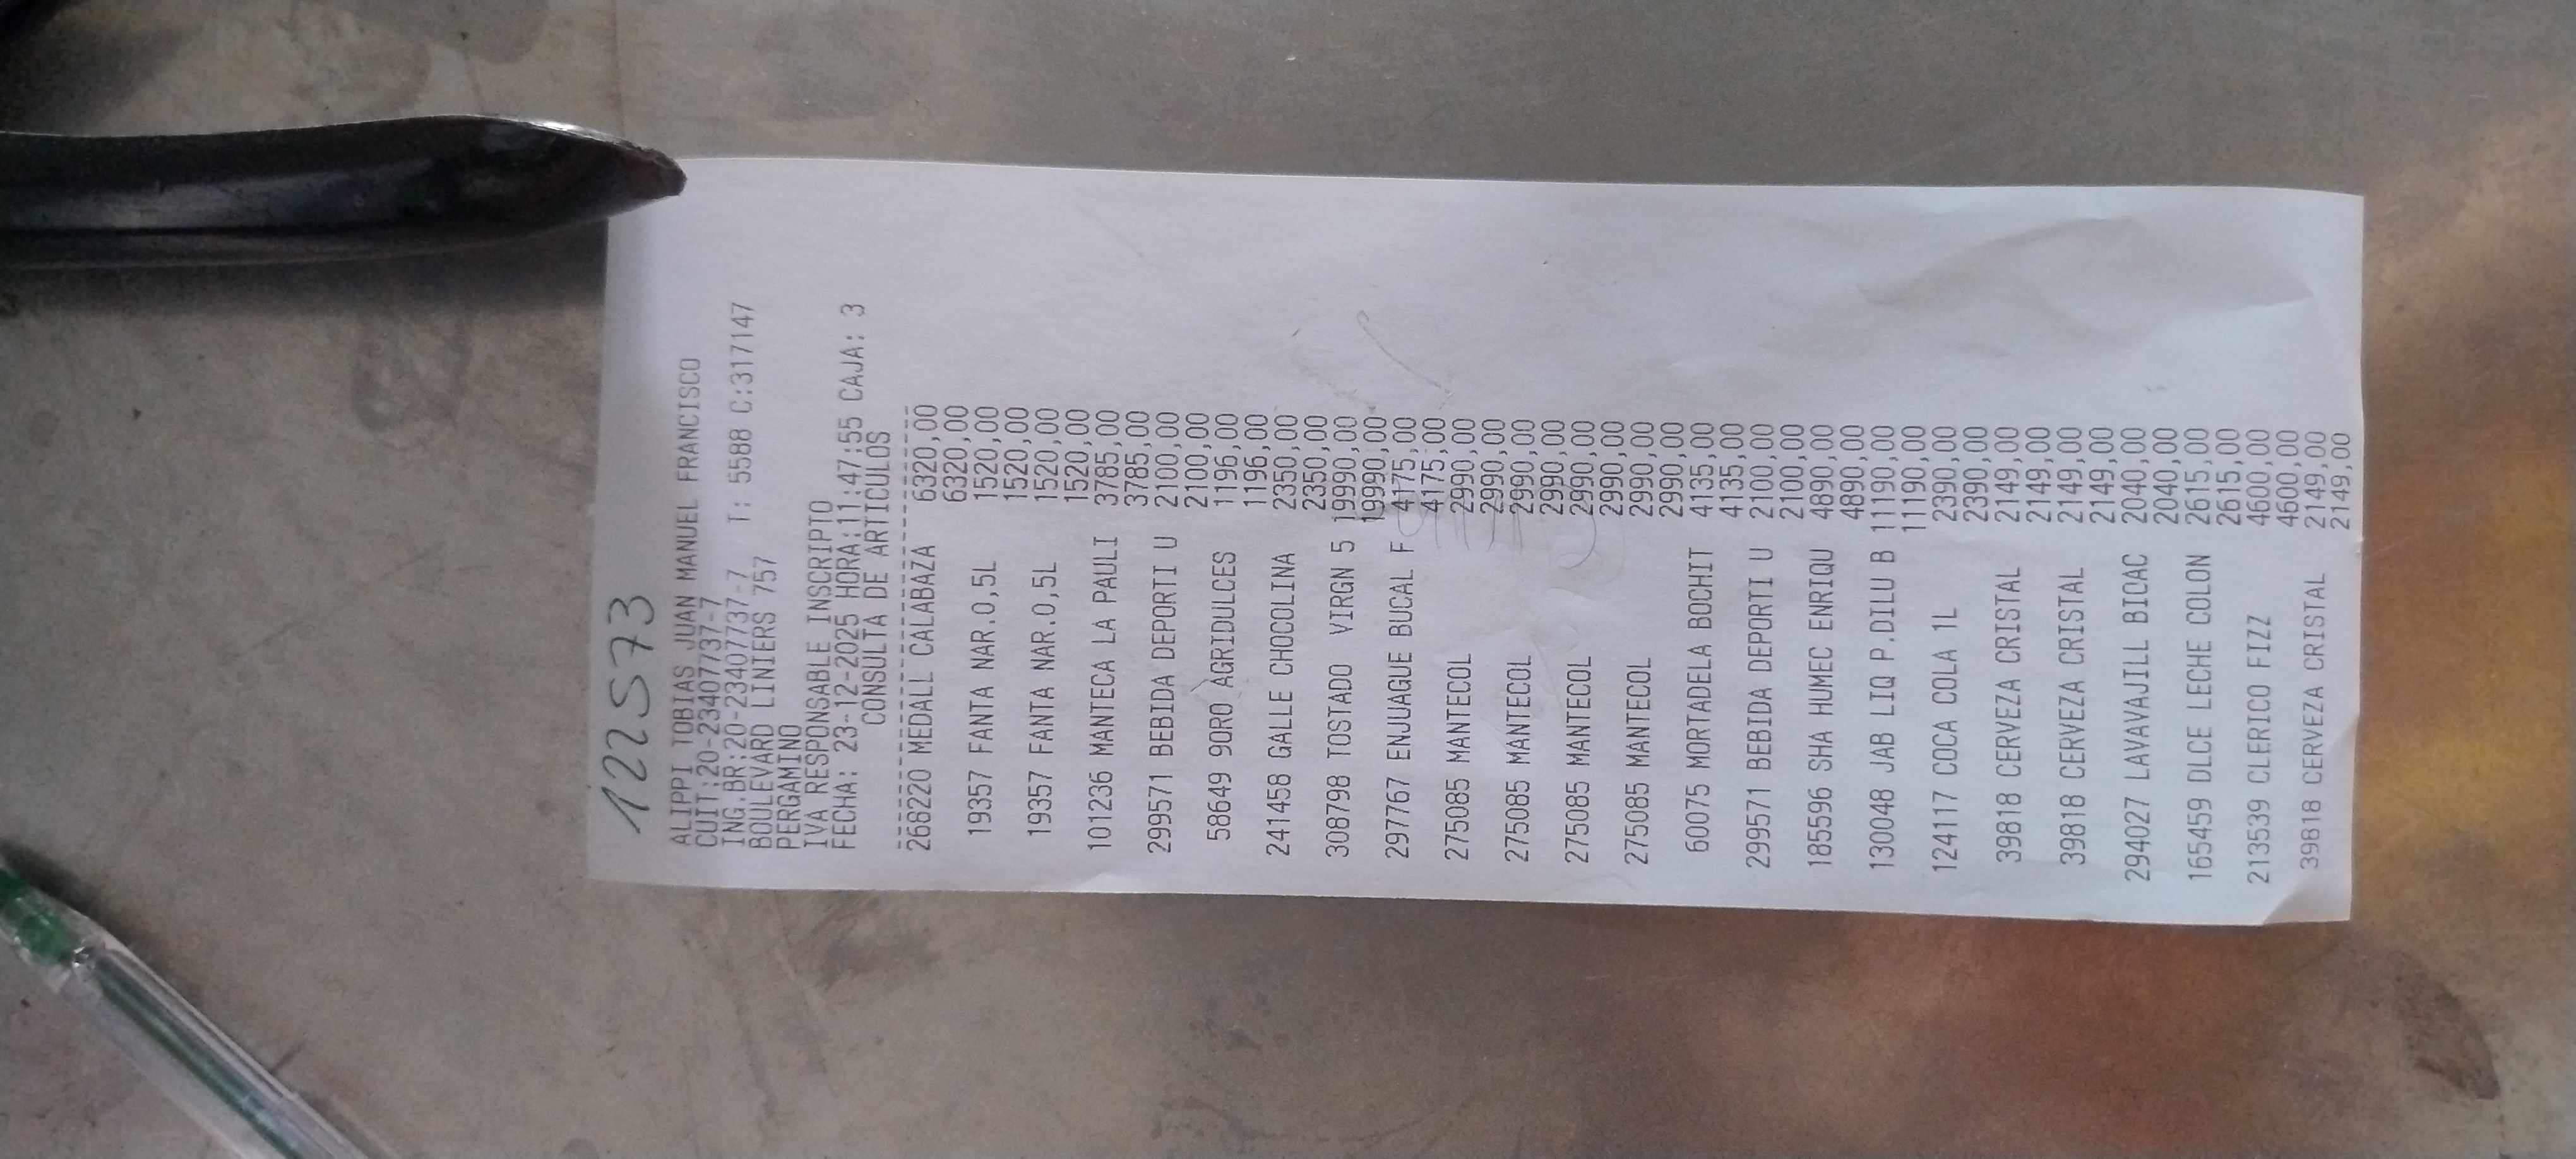 122573
ALIPPI TOBIAS JUAN MANUEL FRANCISCO
CUIT:20-23407737-7
ING.BR:20-23407737-7
BOULEVARD LINIERS 757 T: 5588 C:317147
PERGAMINO
IVA RESPONSABLE INSCRIPTO
FECHA: 23-12-2025 HORA:11:47:55 CAJA: 3
CONSULTA DE ARTICULOS
268220 MEDALL CALABAZA 6320,00
6320,00
19357 FANTA NAR.0,5L 1520,00
1520,00
19357 FANTA NAR.0,5L 1520,00
1520,00
101236 MANTECA LA PAULI 3785,00
3785,00
299571 BEBIDA DEPORTI U 2100,00
2100,00
58649 9ORO AGRIDULCES 1196,00
1196,00
241458 GALLE CHOCOLINA 2350,00
2350,00
308798 TOSTADO VIRGN 5 19990,00
19990,00
297767 ENJUAGUE BUCAL F 4175,00
4175,00
275085 MANTECOL 2990,00
2990,00
275085 MANTECOL 2990,00
2990,00
275085 MANTECOL 2990,00
2990,00
275085 MANTECOL 2990,00
2990,00
60075 MORTADELA BOCHIT 4135,00
4135,00
299571 BEBIDA DEPORTI U 2100,00
2100,00
185596 SHA HUMEC ENRIQU 4890,00
4890,00
130048 JAB LIQ P.DILU B 11190,00
11190,00
124117 COCA COLA 1L 2390,00
2390,00
39818 CERVEZA CRISTAL 2149,00
2149,00
39818 CERVEZA CRISTAL 2149,00
2149,00
294027 LAVAVAJILL BICAC 2040,00
2040,00
165459 DLCE LECHE COLON 2615,00
2615,00
213539 CLERICO FIZZ 4600,00
4600,00
39818 CERVEZA CRISTAL 2149,00
2149,00